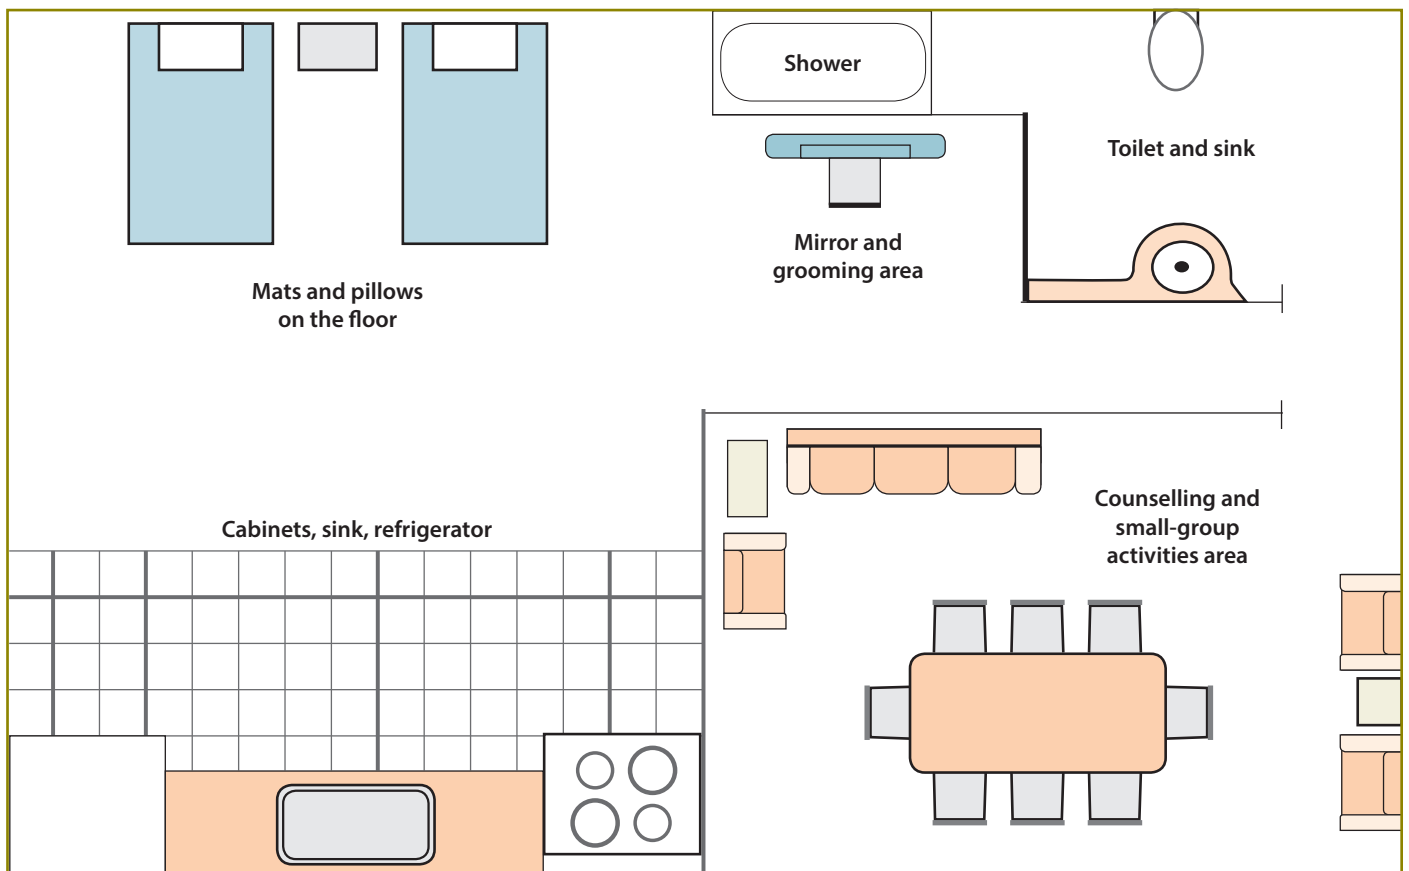 Shower
Toilet and sink
Mirror and
grooming area
Mats and pillows
on the floor
Counselling and
small-group
activities area
Cabinets, sink, refrigerator